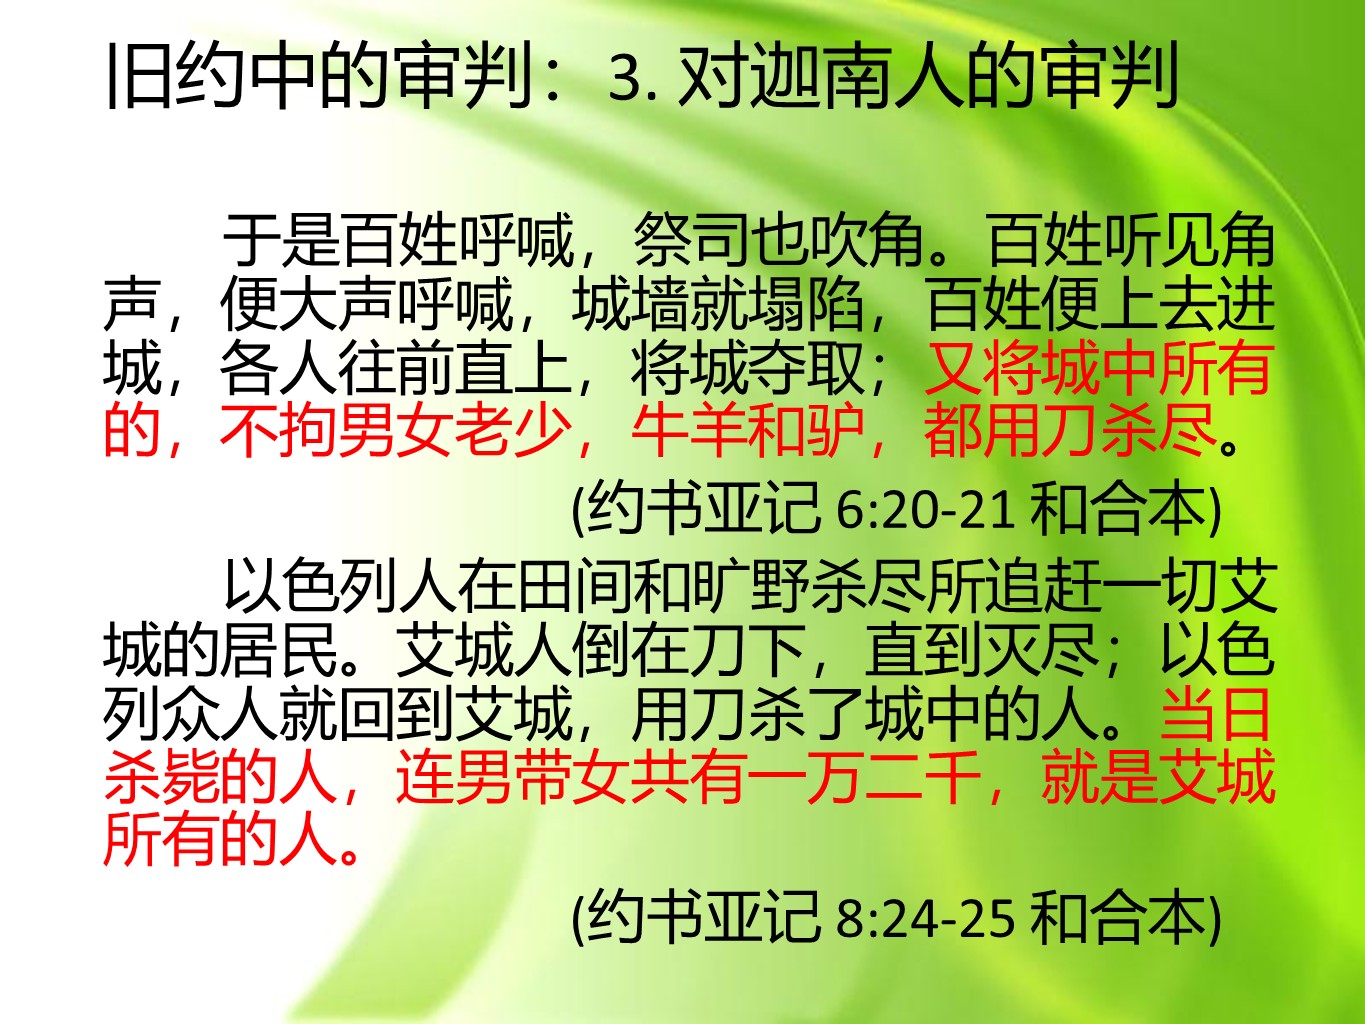 旧约中的审判：3. 对迦南人的审判
于是百姓呼喊，祭司也吹角。百姓听见角
声，便大声呼喊，城墙就塌陷，百姓便上去进
城，各人往前直上，将城夺取；又将城中所有
的，不拘男女老少，牛羊和驴，都用刀杀尽。
(约书亚记 6:20-21 和合本)
以色列人在田间和旷野杀尽所追赶一切艾
城的居民。艾城人倒在刀下，直到灭尽；以色
列众人就回到艾城，用刀杀了城中的人。当日
杀毙的人，连男带女共有一万二千，就是艾城
所有的人。
(约书亚记 8:24-25 和合本)